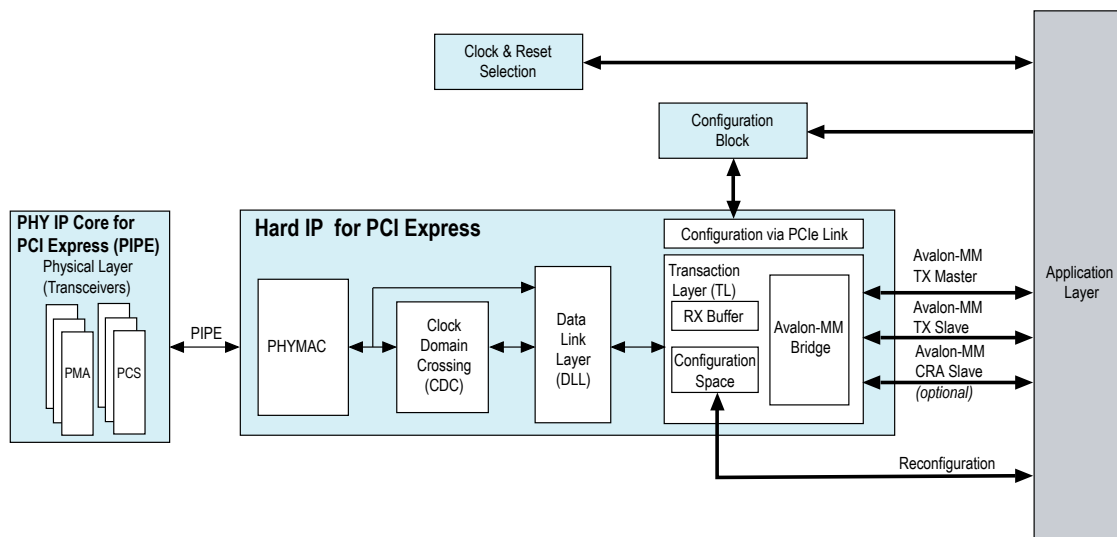 Clock & Reset
Selection
Configuration
Block
PHY IP Core for
PCI Express (PIPE)
Physical Layer
(Transceivers)
PMA
PCS
PIPE
Hard IP for PCI Express
PHYMAC
Clock
Domain
Crossing
(CDC)
Data
Link
Layer
(DLL)
Configuration via PCIe Link
Transaction
Layer (TL)
RX Buffer
Configuration
Space
Avalon-MM
Bridge
Avalon-MM
TX Master
Avalon-MM
TX Slave
Avalon-MM
CRA Slave
(optional)
Reconfiguration
Application
Layer